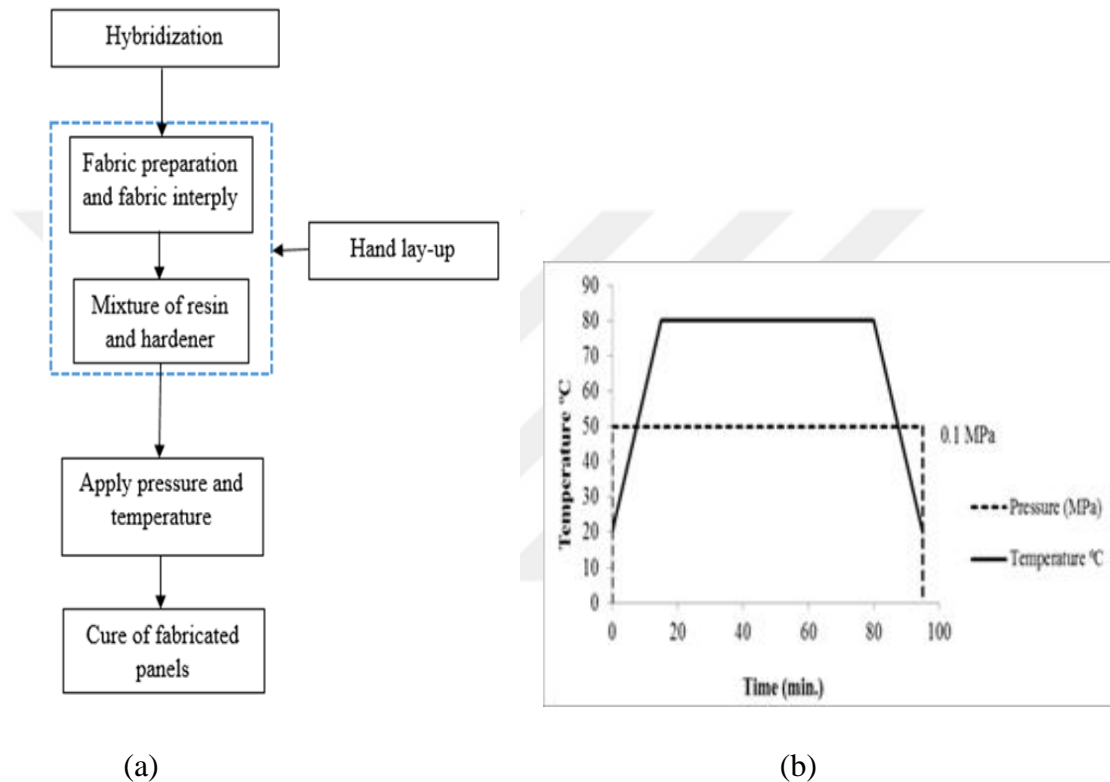 Hybridization
Fabric preparation
and fabric interply
Hand lay-up
Mixture of resin
and hardener
Apply pressure and
temperature
Cure of fabricated
panels
(a)
Temperature °C
90
80
70
60
50
40
30
20
10
0
0 20 40 60 80 100
Time (min.)
0.1 MPa
Pressure (MPa)
Temperature °C
(b)